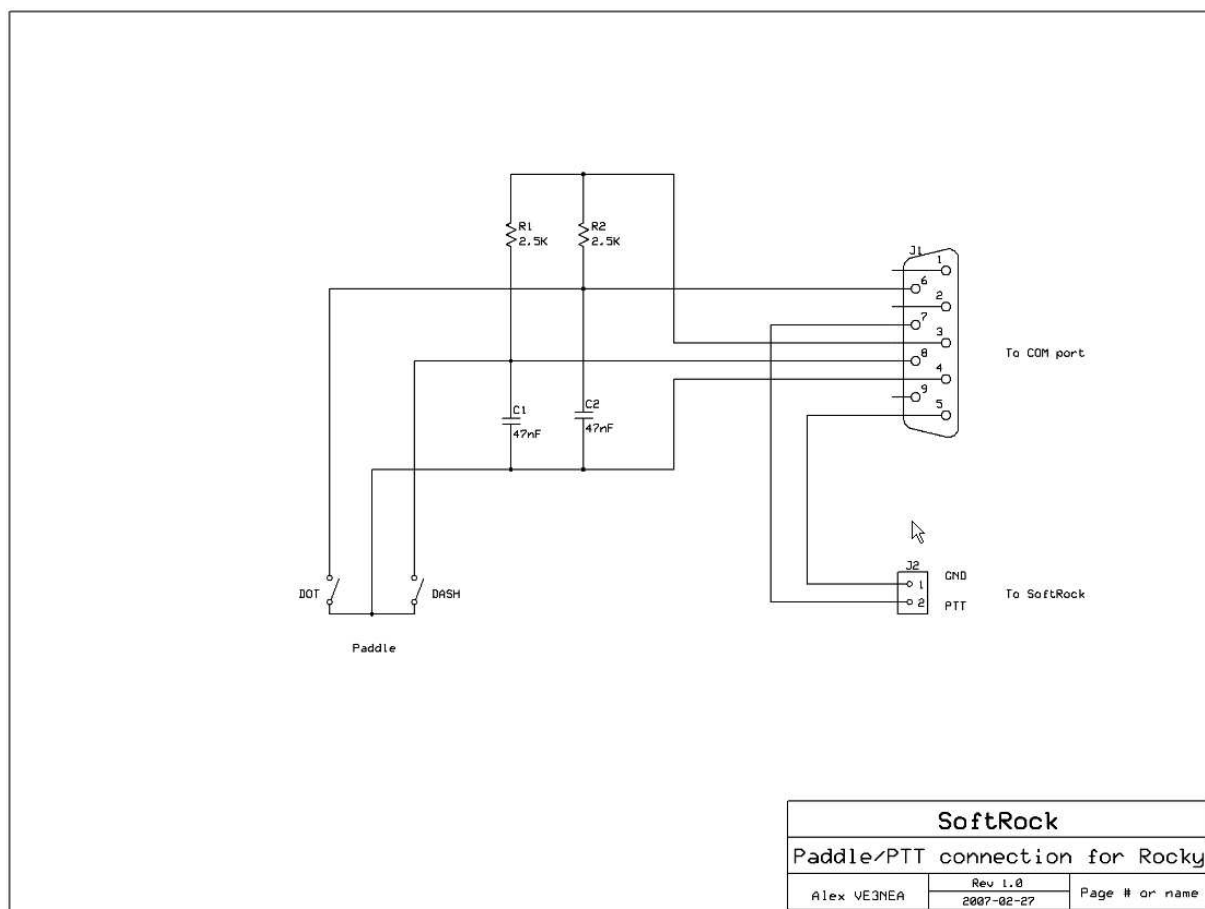 R1
2.5K
R2
2.5K
J1
1
6
2
7
3
8
4
9
5
To COM port
C1
47nF
C2
47nF
J2
1
GND
2
PTT
To SoftRock
DOT
DASH
Paddle
SoftRock
Paddle/PTT connection for Rocky
Alex VE3NEA
Rev 1.0
2007-02-27
Page # or name